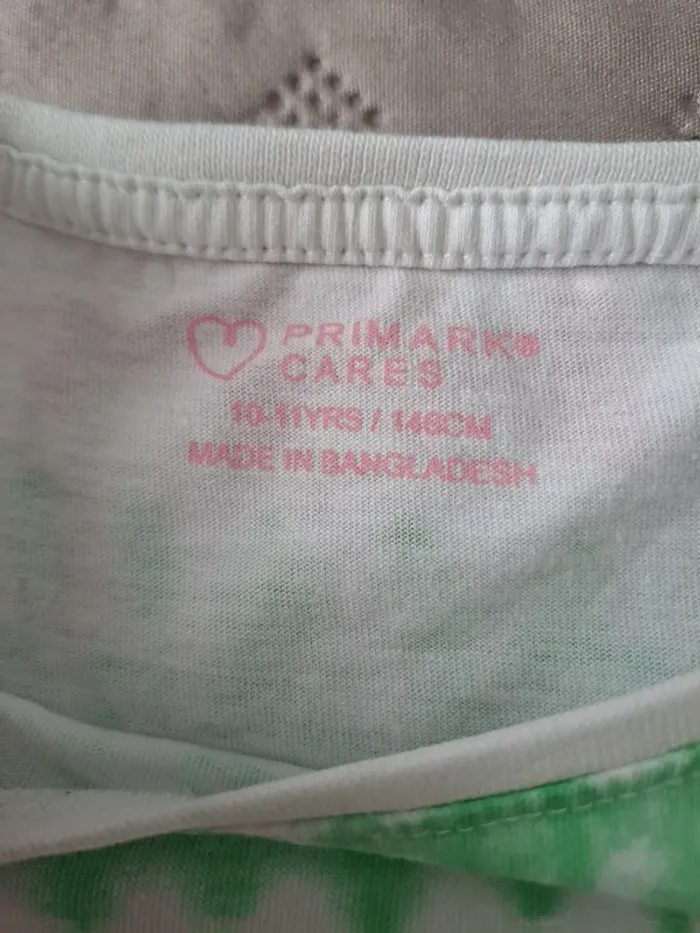 PRIMARK®
CARES
10-11YRS / 146CM
MADE IN BANGLADESH